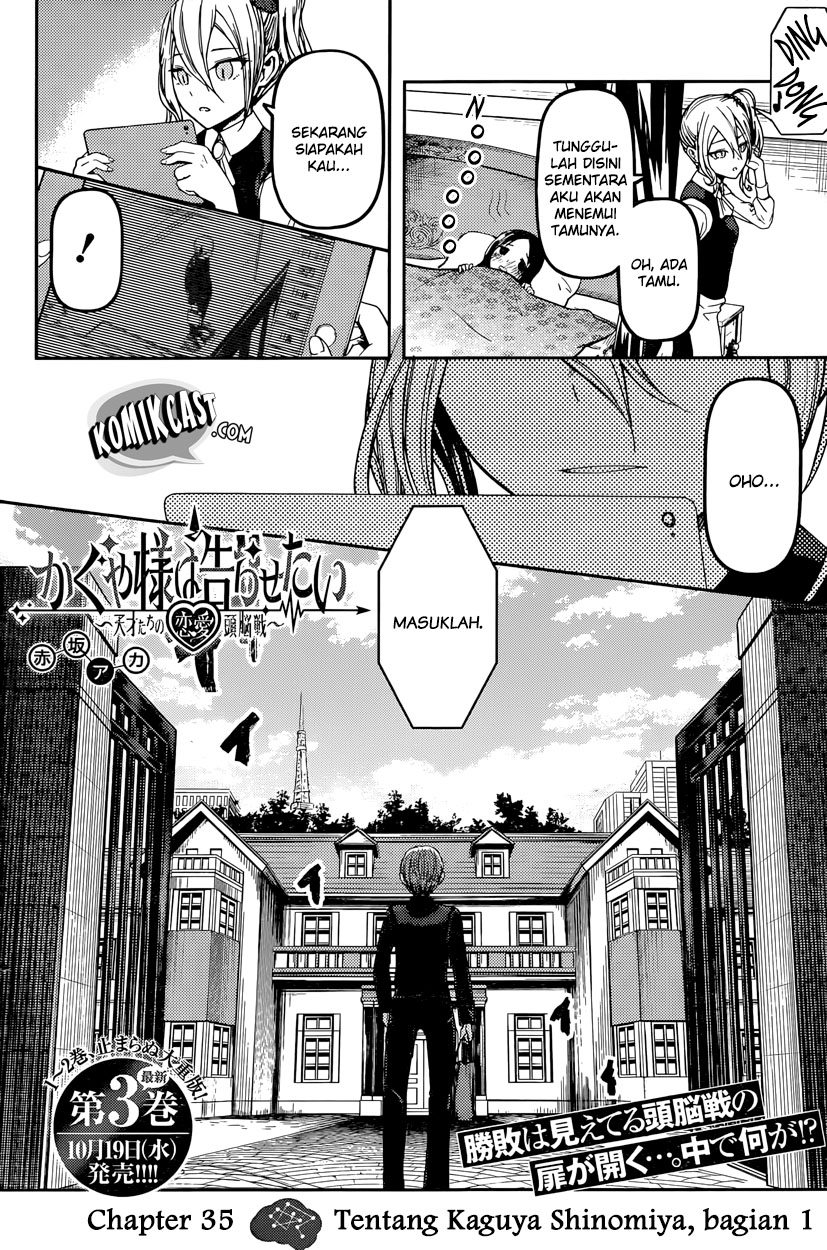 DING
DONG
OH, ADA
TAMU.
TUNGGU-
LAH DISINI
SEMENTARA
AKU AKAN
MENEMUI
TAMUNYA.
SEKARANG
SIAPAKAH
KAU...
!
OHO...
KOMIKCAST
.COM
かぐや様は告らせたい
～天才たちの恋愛頭脳戦～
赤坂アカ
MASUKLAH.
1~2巻、止まらぬ大重版!
最新
第3巻
10月19日(水)
発売!!!!
勝敗は見えてる頭脳戦の
扉が開く…。中で何が!?
Chapter 35
Tentang Kaguya Shinomiya, bagian 1